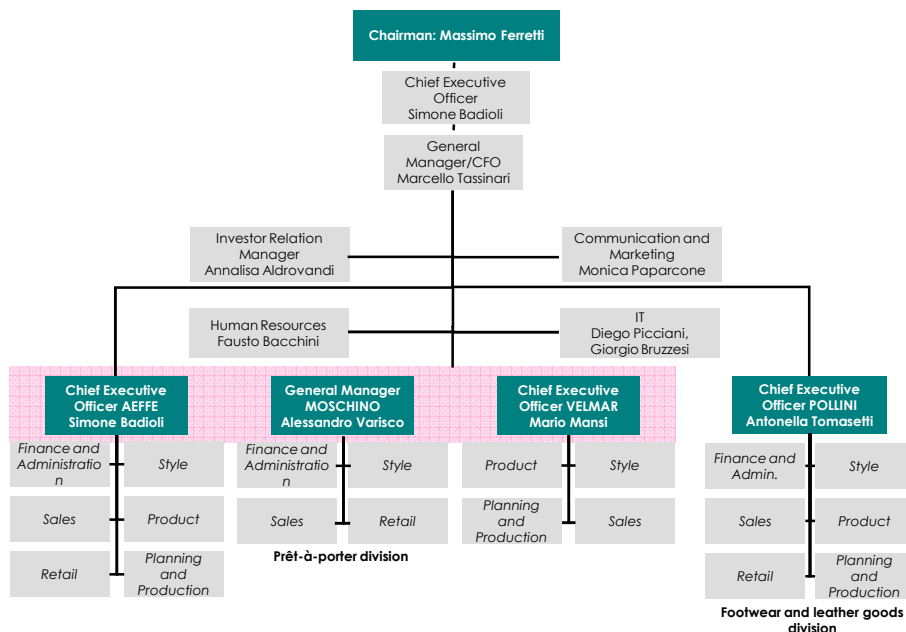 Chairman: Massimo Ferretti
Chief Executive
Officer
Simone Badioli
General
Manager/CFO
Marcello Tassinari
Investor Relation
Manager
Annalisa Aldrovandi
Communication and
Marketing
Monica Paparcone
Human Resources
Fausto Bacchini
IT
Diego Picciani,
Giorgio Bruzzesi
Chief Executive
Officer AEFFE
Simone Badioli
General Manager
MOSCHINO
Alessandro Varisco
Chief Executive
Officer VELMAR
Mario Mansi
Chief Executive
Officer POLLINI
Antonella Tomasetti
Finance and
Administratio
n
Style
Sales
Product
Retail
Planning
and
Production
Finance and
Administratio
n
Style
Sales
Retail
Prêt-à-porter division
Product
Style
Planning
and
Production
Sales
Finance and
Admin.
Style
Sales
Product
Retail
Planning
and
Production
Footwear and leather goods
division